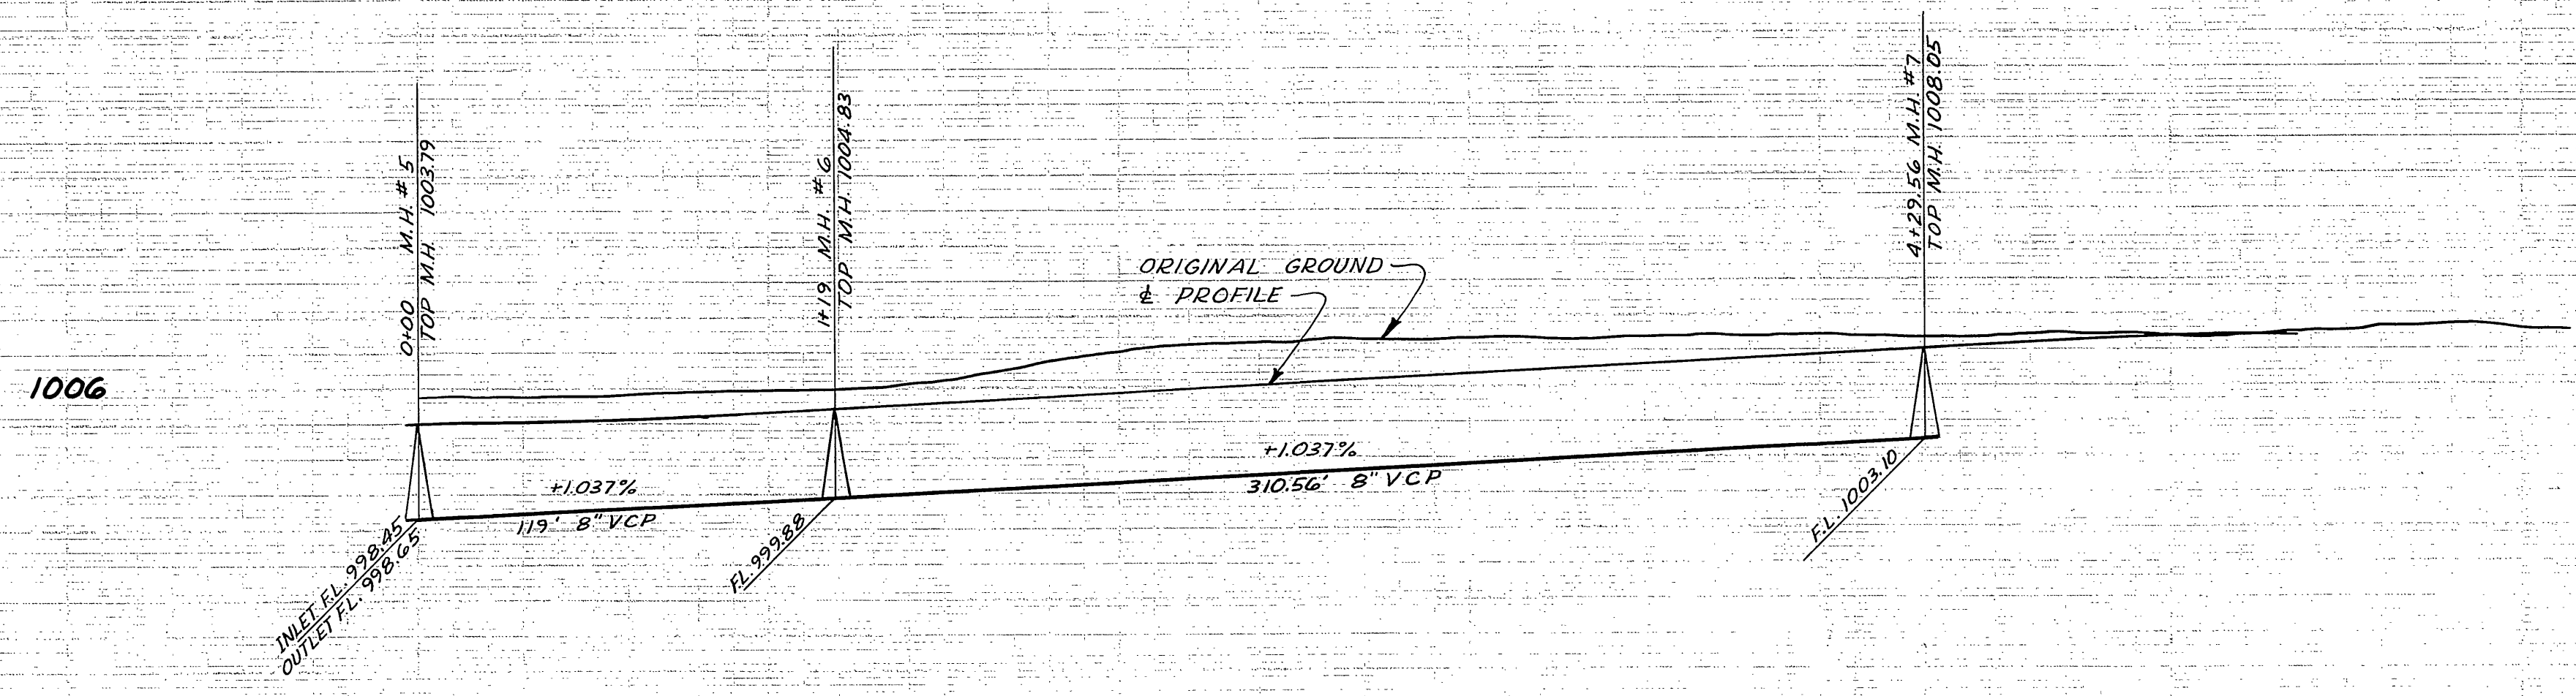 0+00 M.H. # 5
TOP M.H. 1003.79
1+19 M.H. #6
TOP M.H. 1004.83
4+29.56 M.H. #7
TOP M.H. 1008.05
ORIGINAL GROUND
℄ PROFILE
1006
+1.037%
119' 8" VCP
+1.037%
310.56' 8" VCP
INLET F.L. 998.45
OUTLET F.L. 998.65
F.L. 999.88
F.L. 1003.10